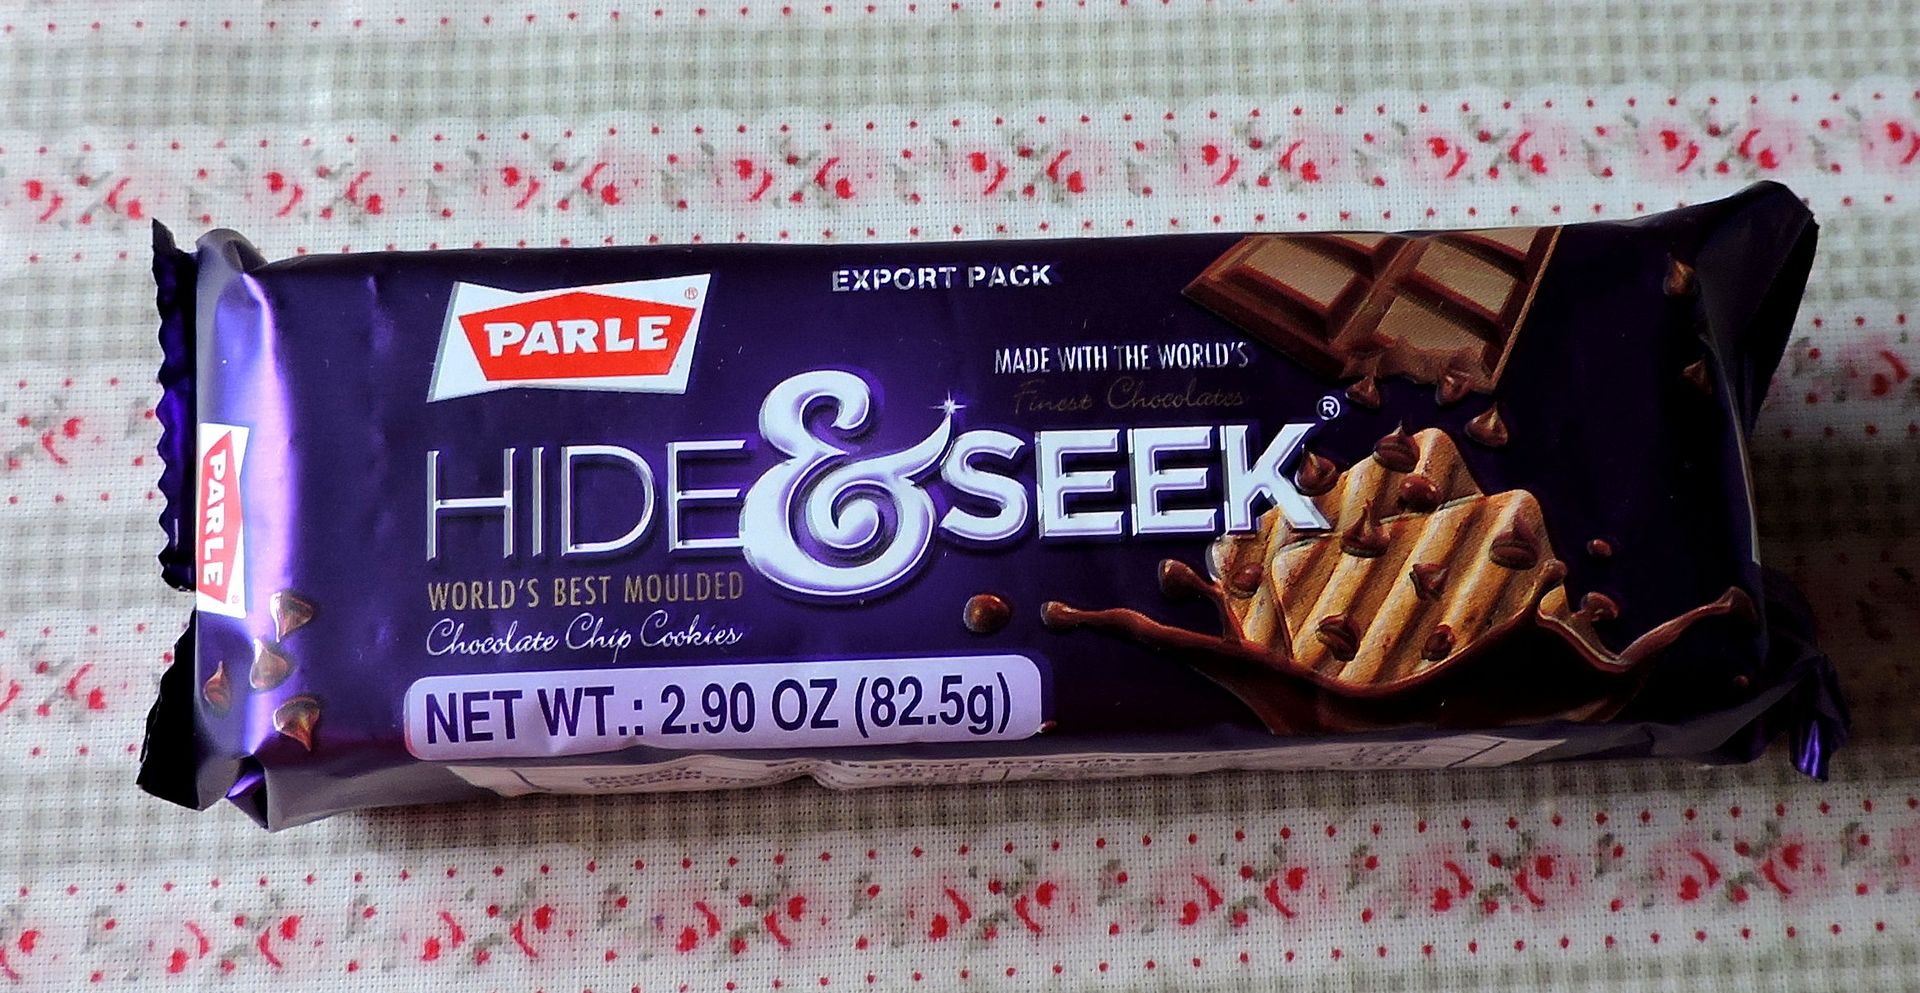 PARLE
EXPORT PACK
MADE WITH THE WORLD'S
Finest Chocolates
HIDE & SEEK
WORLD'S BEST MOULDED
Chocolate Chip Cookies
NET WT.: 2.90 OZ (82.5g)
PARLE